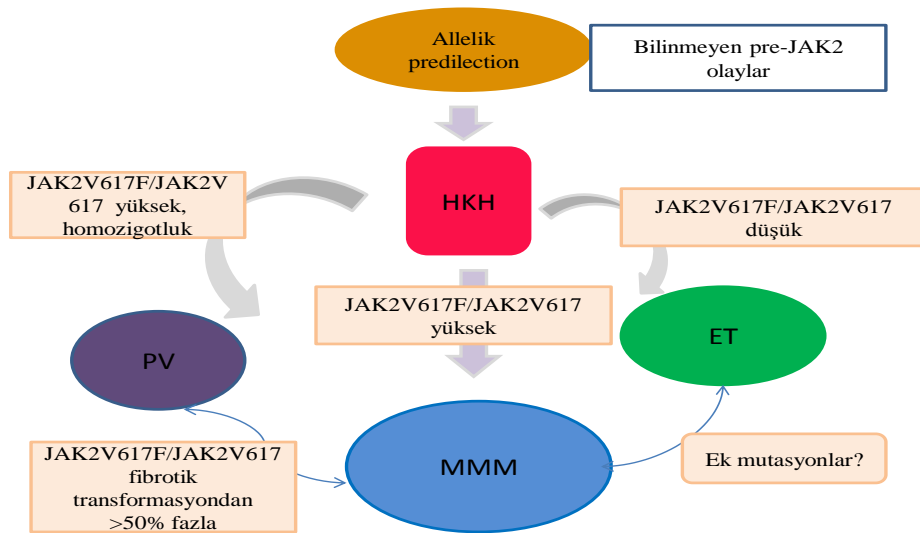 Allelik
predilection
Bilinmeyen pre-JAK2
olaylar
JAK2V617F/JAK2V
617 yüksek,
homozigotluk
HKH
JAK2V617F/JAK2V617
düşük
JAK2V617F/JAK2V617
yüksek
PV
ET
JAK2V617F/JAK2V617
fibrotik
transformasyondan
>50% fazla
MMM
Ek mutasyonlar?